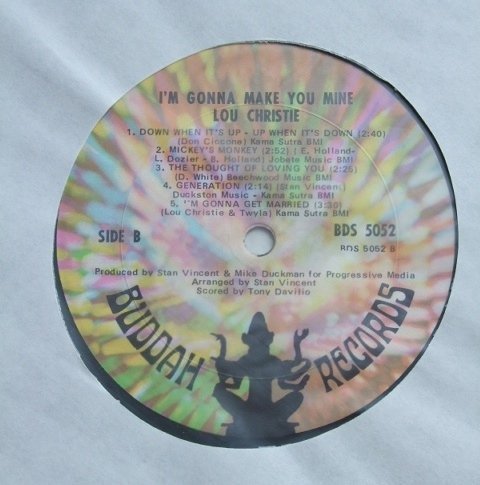 I'M GONNA MAKE YOU MINE
LOU CHRISTIE
1. DOWN WHEN IT'S UP - UP WHEN IT'S DOWN (2:40)
(Don Ciccone) Kama Sutra BMI
2. MICKEY'S MONKEY (2:52) ( E. Holland-
L. Dozier - B. Holland) Jobete Music BMI
3. THE THOUGHT OF LOVING YOU (2:25)
(D. White) Beechwood Music BMI
4. GENERATION (2:14) (Stan Vincent)
Duckston Music - Kama Sutra BMI
5. I'M GONNA GET MARRIED (3:30)
(Lou Christie & Twyla) Kama Sutra BMI
SIDE B
BDS 5052
BDS 5052 B
Produced by Stan Vincent & Mike Duckman for Progressive Media
Arranged by Stan Vincent
Scored by Tony Davilio
BUDDAH RECORDS